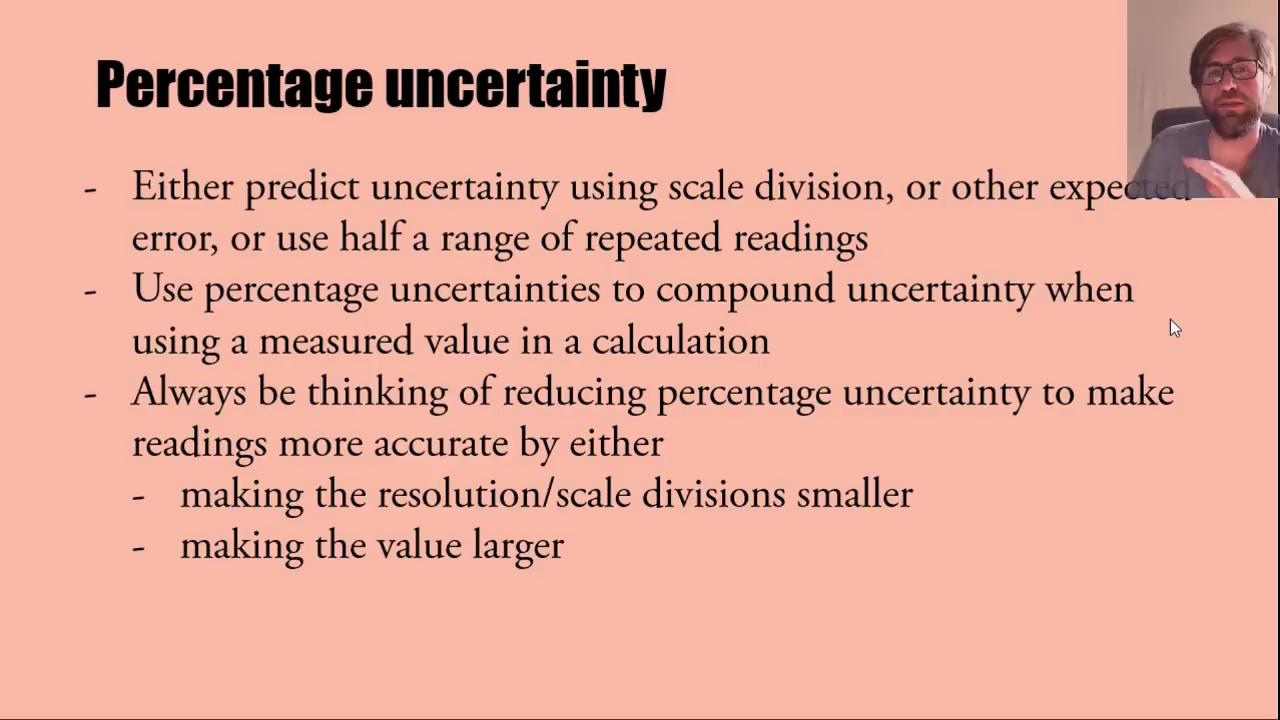 Percentage uncertainty
- Either predict uncertainty using scale division, or other expected
error, or use half a range of repeated readings
- Use percentage uncertainties to compound uncertainty when
using a measured value in a calculation
- Always be thinking of reducing percentage uncertainty to make
readings more accurate by either
- making the resolution/scale divisions smaller
- making the value larger